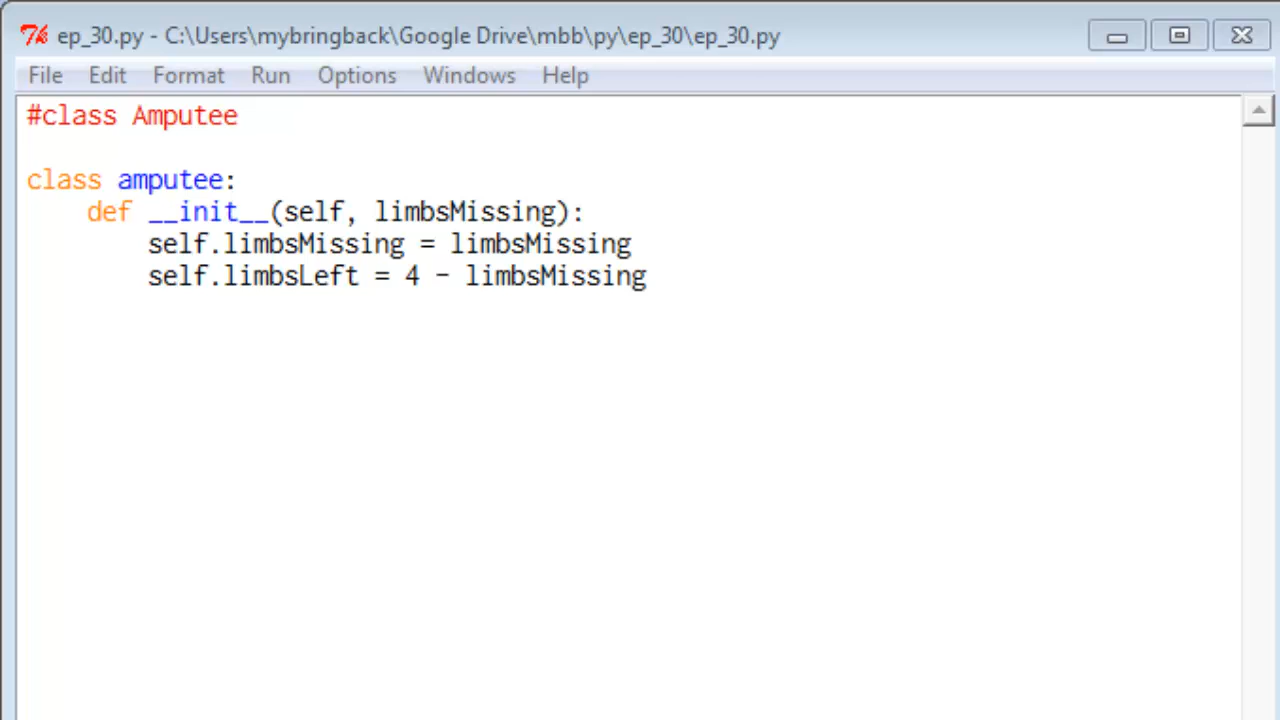 ep_30.py - C:\Users\mybringback\Google Drive\mbb\py\ep_30\ep_30.py
File Edit Format Run Options Windows Help
#class Amputee
class amputee:
    def __init__(self, limbsMissing):
        self.limbsMissing = limbsMissing
        self.limbsLeft = 4 - limbsMissing